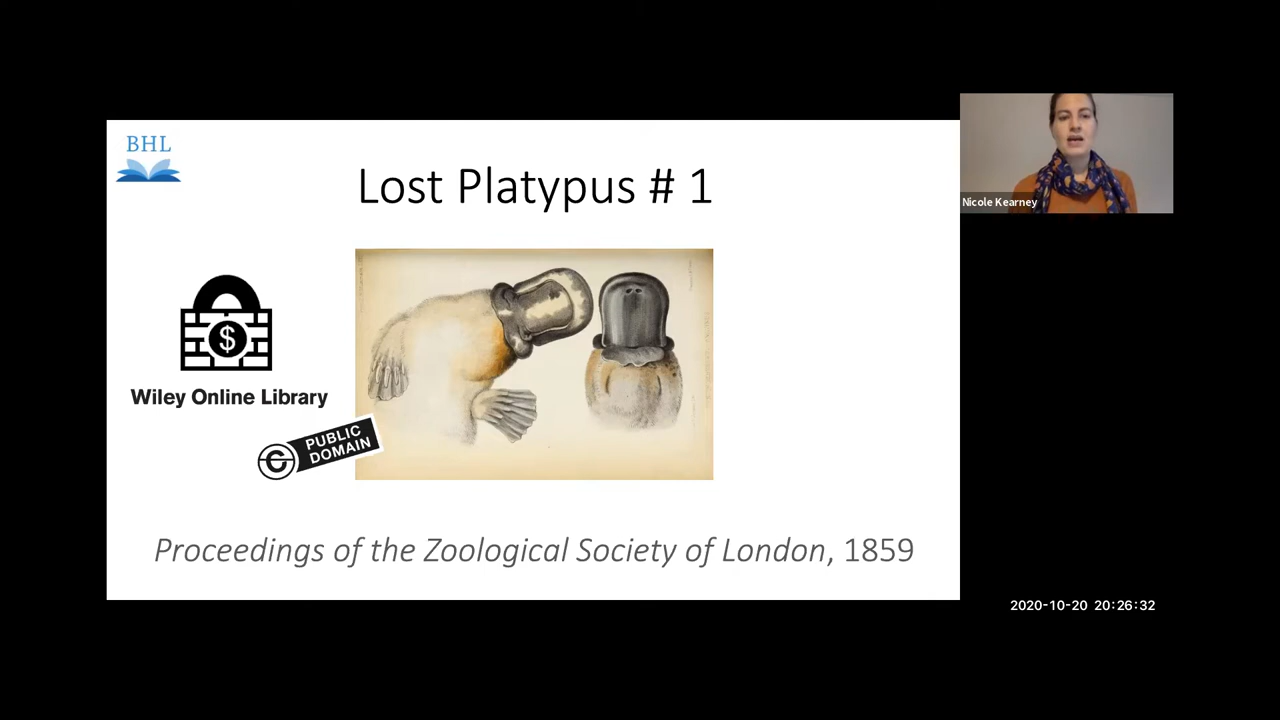 BHL
Lost Platypus # 1
$
Wiley Online Library
PUBLIC
DOMAIN
Proceedings of the Zoological Society of London, 1859
Nicole Kearney
2020-10-20 20:26:32